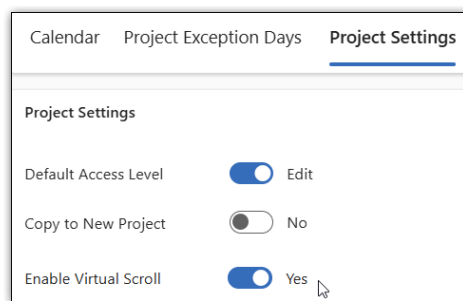 Calendar Project Exception Days Project Settings
Project Settings
Default Access Level Edit
Copy to New Project No
Enable Virtual Scroll Yes